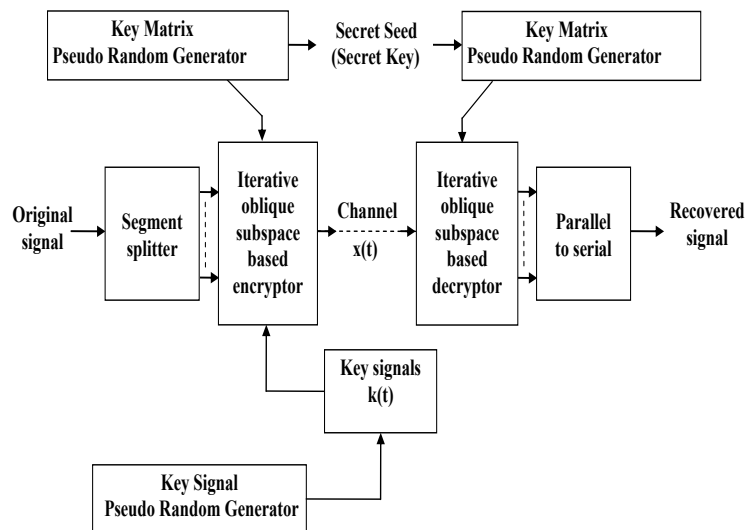 Key Matrix
Pseudo Random Generator
Secret Seed
(Secret Key)
Key Matrix
Pseudo Random Generator
Original
signal
Segment
splitter
Iterative
oblique
subspace
based
encryptor
Channel
x(t)
Iterative
oblique
subspace
based
decryptor
Parallel
to serial
Recovered
signal
Key signals
k(t)
Key Signal
Pseudo Random Generator